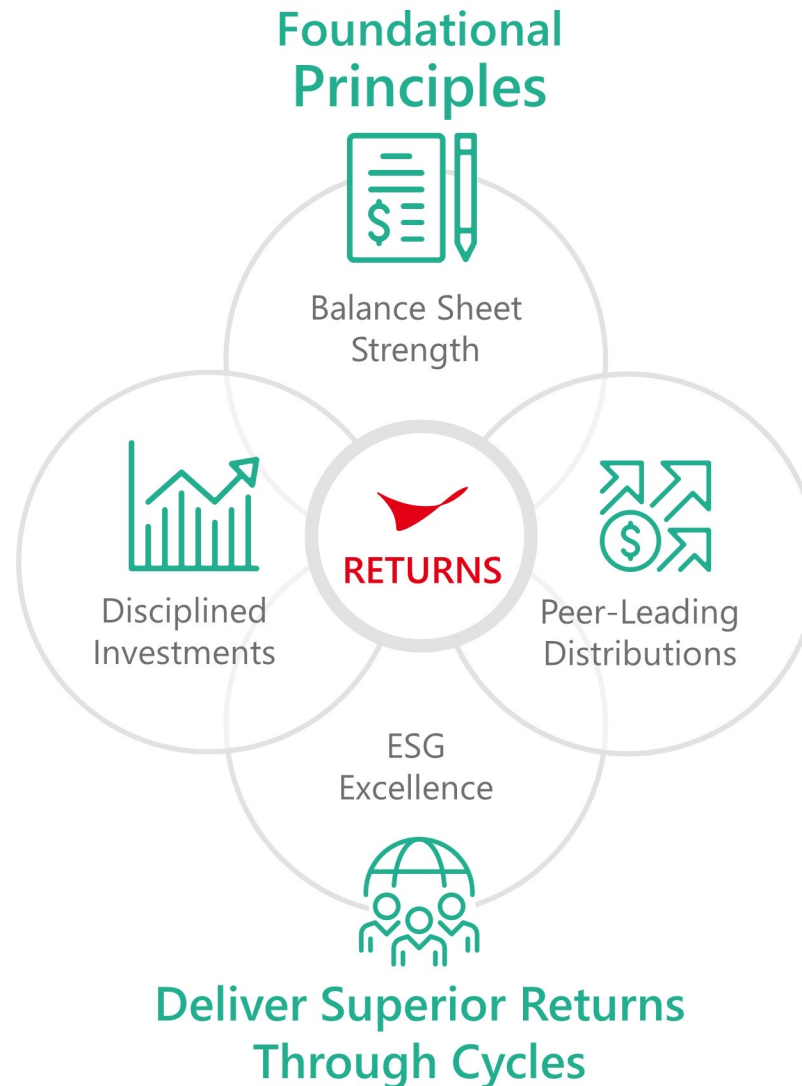 Foundational
Principles
$
Balance Sheet
Strength
Disciplined
Investments
RETURNS
$
Peer-Leading
Distributions
ESG
Excellence
Deliver Superior Returns
Through Cycles